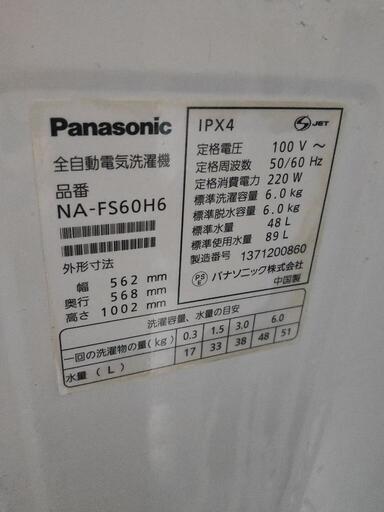 Panasonic
全自動電気洗濯機
品番
NA-FS60H6
外形寸法
幅 562 mm
奥行 568 mm
高さ 1002 mm
IPX4
S JET
定格電圧 100 V ～
定格周波数 50/60 Hz
定格消費電力 220 W
標準洗濯容量 6.0 kg
標準脱水容量 6.0 kg
標準水量 48 L
標準使用水量 89 L
製造番号 1371200860
PSE パナソニック株式会社
中国製
洗濯容量、水量の目安
一回の洗濯物の量(kg) 0.3 1.5 3.0 6.0
水量(L) 17 33 38 48 51